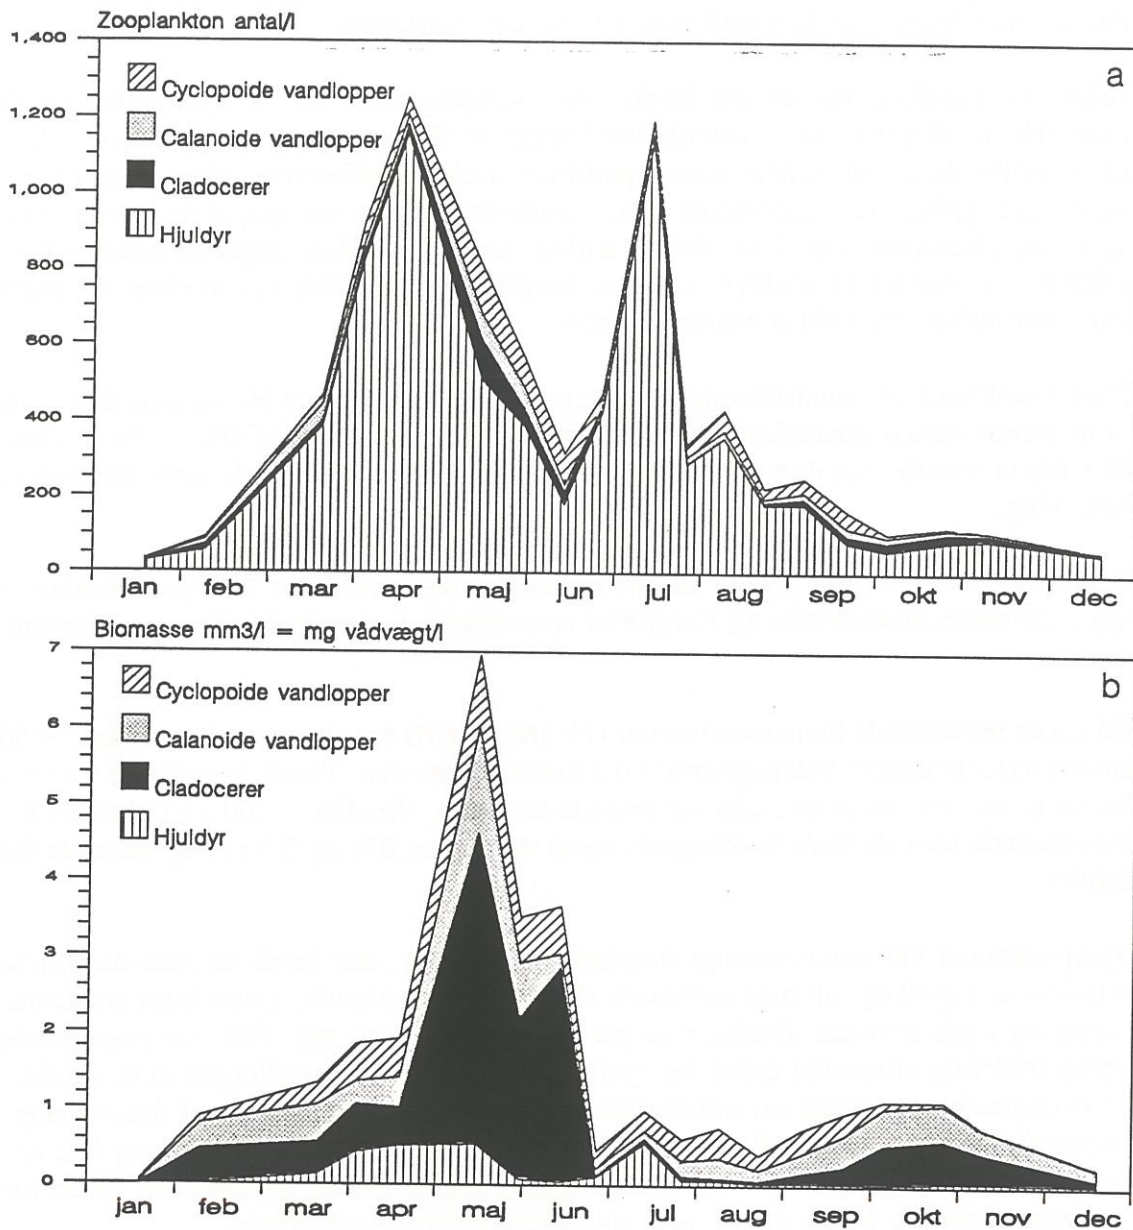 Zooplankton antal/l
1,400
a
Cyclopoide vandlopper
1,200
Calanoide vandlopper
1,000
Cladocerer
Hjuldyr
800
600
400
200
0
jan feb mar apr maj jun jul aug sep okt nov dec
Biomasse mm3/l = mg vådvægt/l
7
b
Cyclopoide vandlopper
6
Calanoide vandlopper
5
Cladocerer
Hjuldyr
4
3
2
1
0
jan feb mar apr maj jun jul aug sep okt nov dec